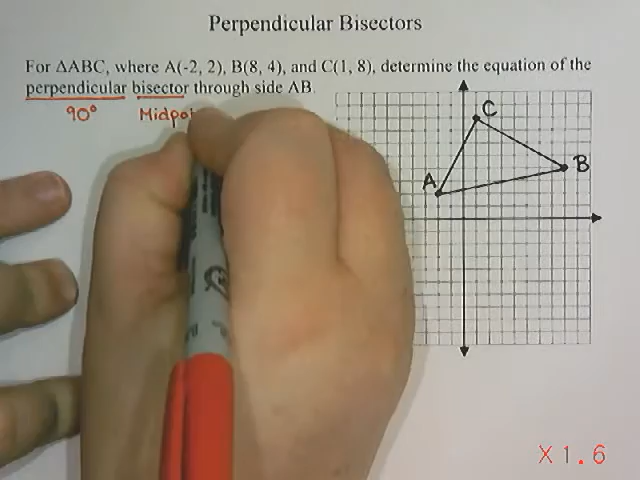 Perpendicular Bisectors
For ΔABC, where A(-2, 2), B(8, 4), and C(1, 8), determine the equation of the
perpendicular bisector through side AB.
90°
C
B
A
X1.6